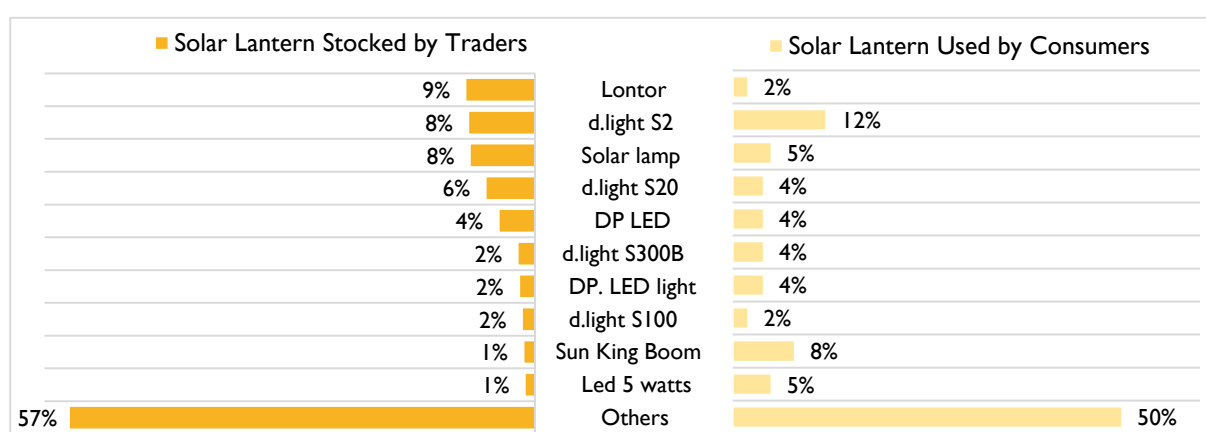 Solar Lantern Stocked by Traders Solar Lantern Used by Consumers
9% Lontor 2%
8% d.light S2 12%
8% Solar lamp 5%
6% d.light S20 4%
4% DP LED 4%
2% d.light S300B 4%
2% DP. LED light 4%
2% d.light S100 2%
1% Sun King Boom 8%
1% Led 5 watts 5%
57% Others 50%